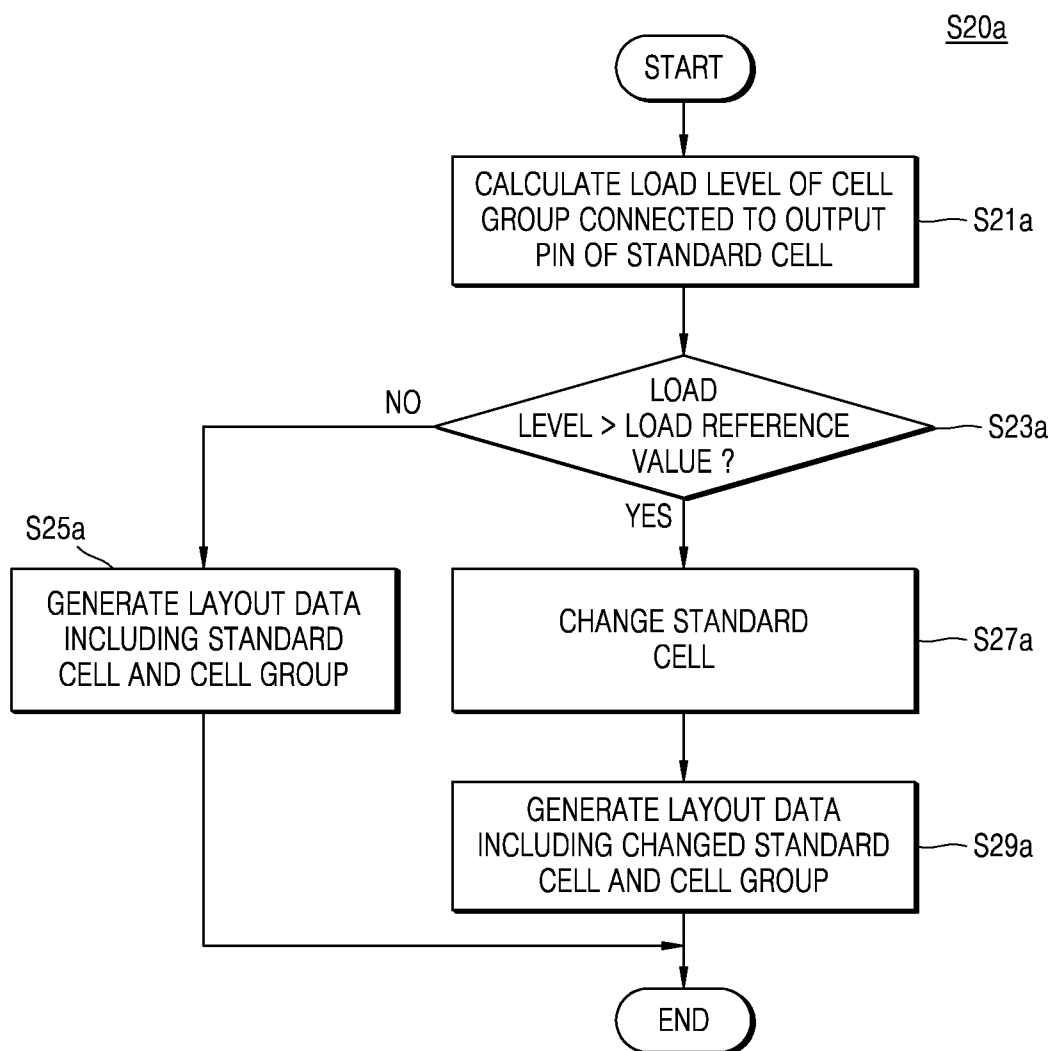 S20a
START
CALCULATE LOAD LEVEL OF CELL
GROUP CONNECTED TO OUTPUT
PIN OF STANDARD CELL
S21a
LOAD
LEVEL > LOAD REFERENCE
VALUE ?
S23a
NO
YES
S25a
GENERATE LAYOUT DATA
INCLUDING STANDARD
CELL AND CELL GROUP
CHANGE STANDARD
CELL
S27a
GENERATE LAYOUT DATA
INCLUDING CHANGED STANDARD
CELL AND CELL GROUP
S29a
END